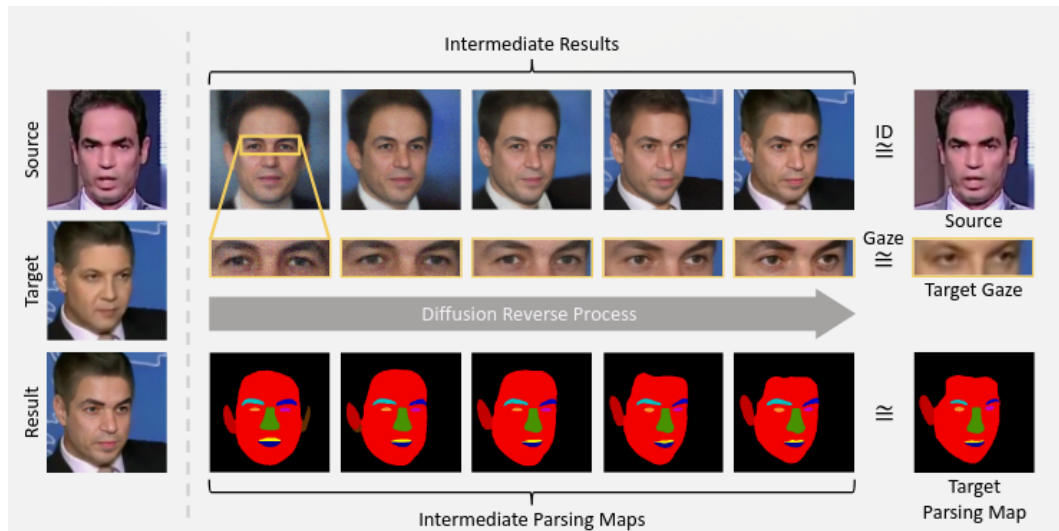 Intermediate Results
Source
Target
Result
ID
≅
Source
Gaze
≅
Target Gaze
Diffusion Reverse Process
≅
Target
Parsing Map
Intermediate Parsing Maps